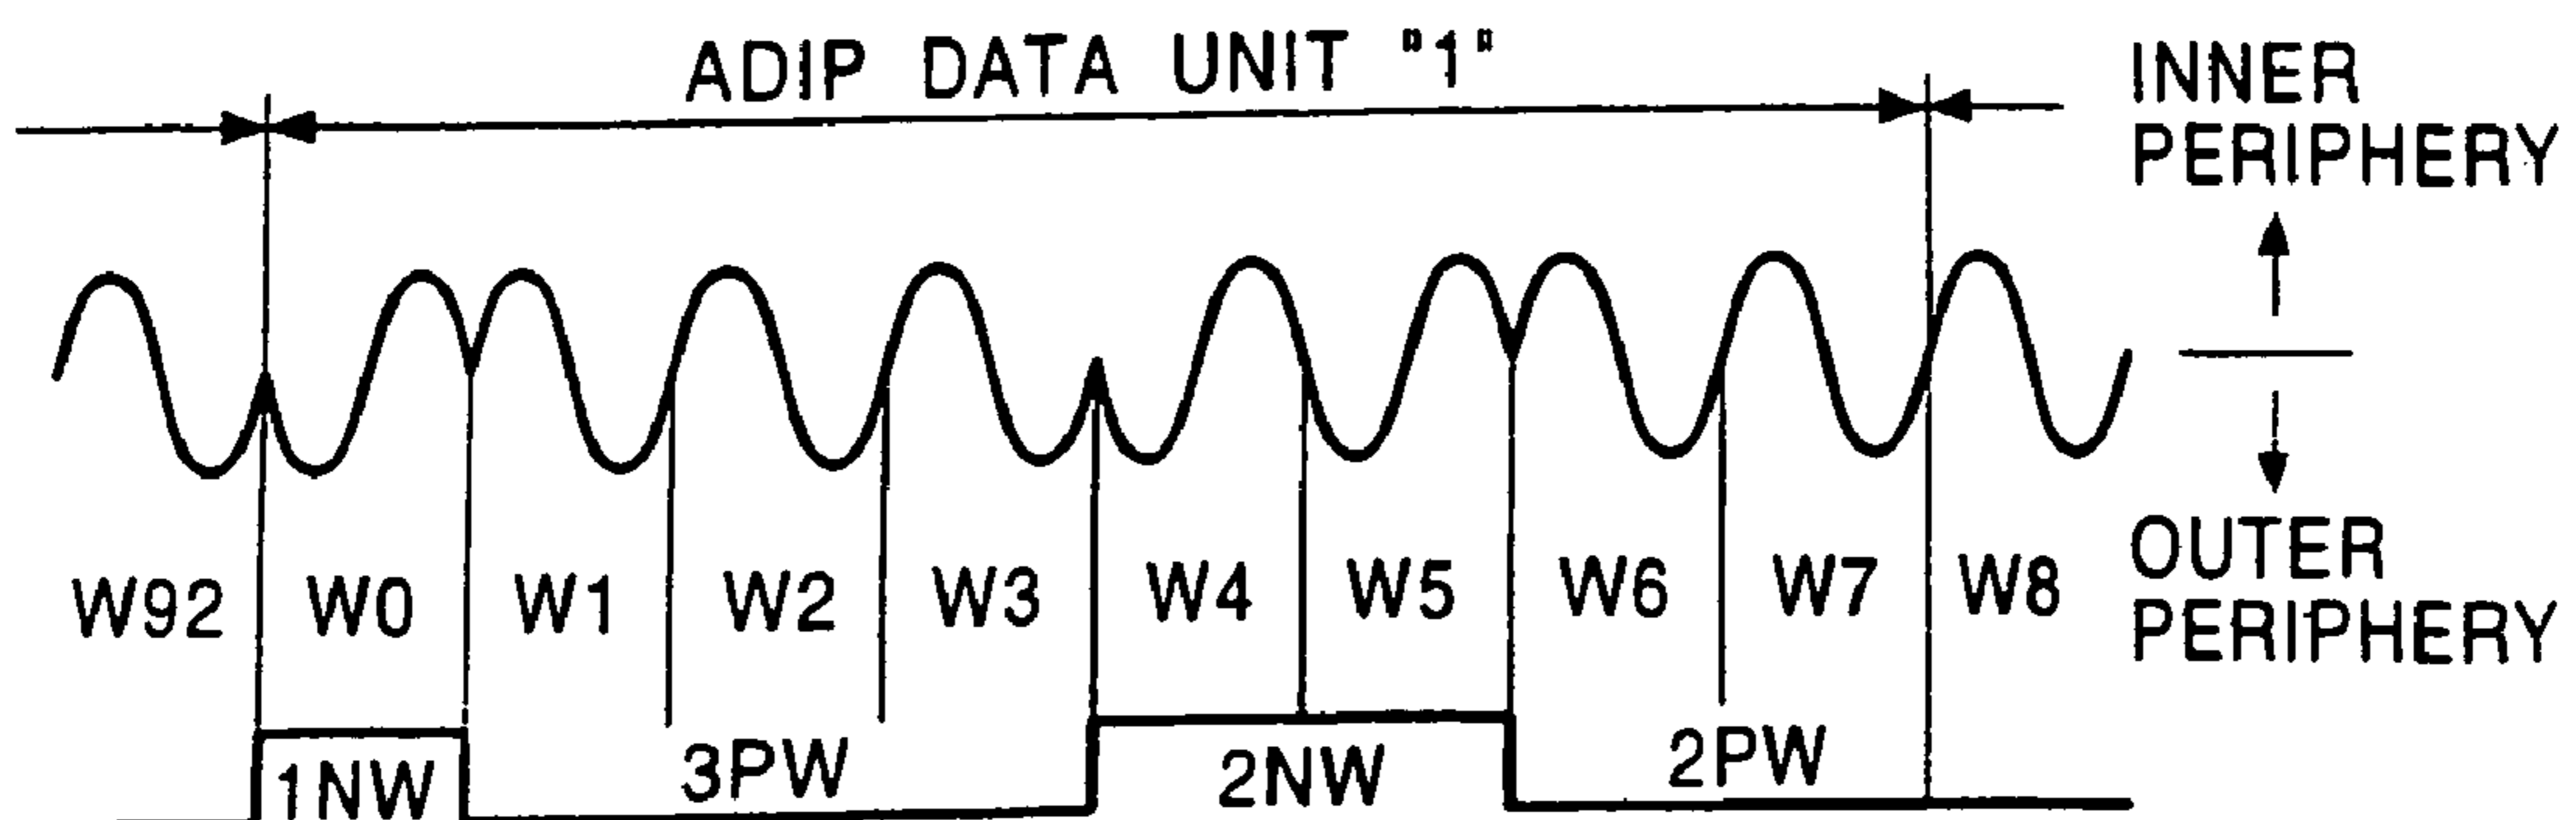 ADIP DATA UNIT "1"
INNER
PERIPHERY
OUTER
PERIPHERY
W92 W0 W1 W2 W3 W4 W5 W6 W7 W8
1NW 3PW 2NW 2PW